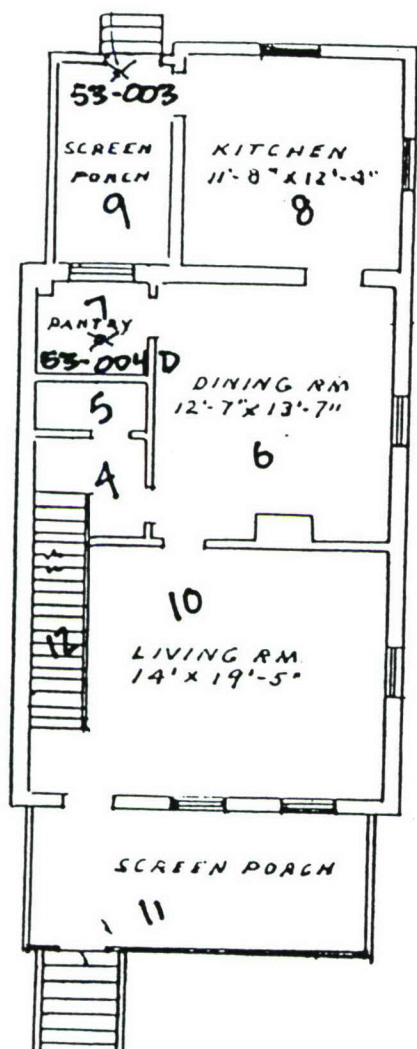 53-003
SCREEN
PORCH
9
KITCHEN
11'-8" X 12'-4"
8
7
PANTRY
53-004 D
5
DINING RM
12'-7" X 13'-7"
6
4
10
12
LIVING RM
14' X 19'-5"
SCREEN PORCH
11